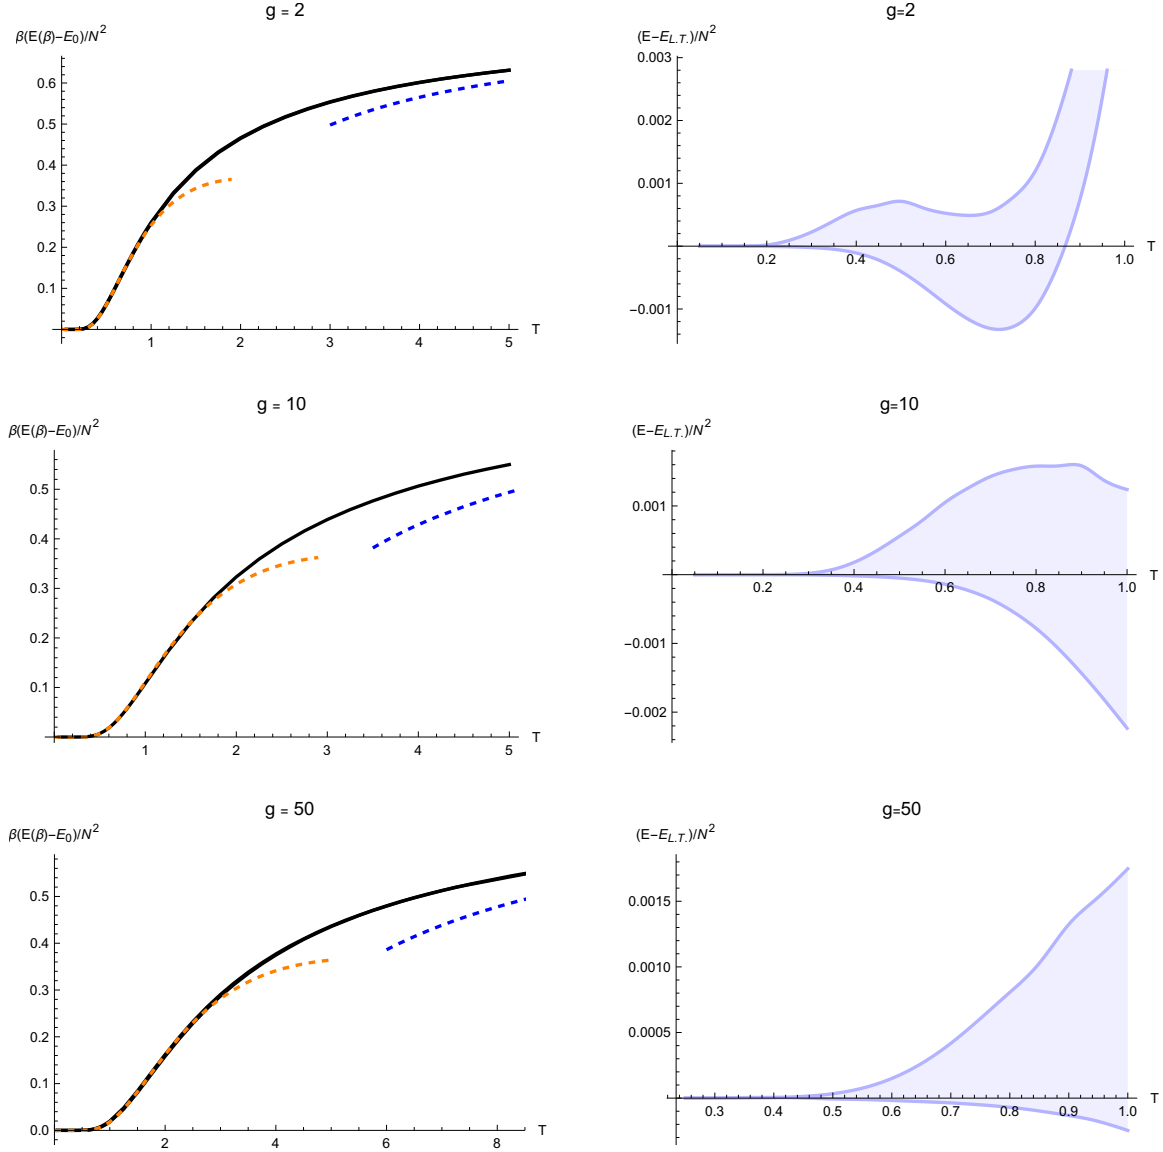 g = 2
β(E(β)−E₀)/N²
0.6
0.5
0.4
0.3
0.2
0.1
1 2 3 4 5 T
g=2
(E−E_L.T.)/N²
0.003
0.002
0.001
−0.001
0.2 0.4 0.6 0.8 1.0 T
g = 10
β(E(β)−E₀)/N²
0.5
0.4
0.3
0.2
0.1
1 2 3 4 5 T
g=10
(E−E_L.T.)/N²
0.001
−0.001
−0.002
0.2 0.4 0.6 0.8 1.0 T
g = 50
β(E(β)−E₀)/N²
0.5
0.4
0.3
0.2
0.1
0.0
2 4 6 8 T
g=50
(E−E_L.T.)/N²
0.0015
0.0010
0.0005
0.3 0.4 0.5 0.6 0.7 0.8 0.9 1.0 T